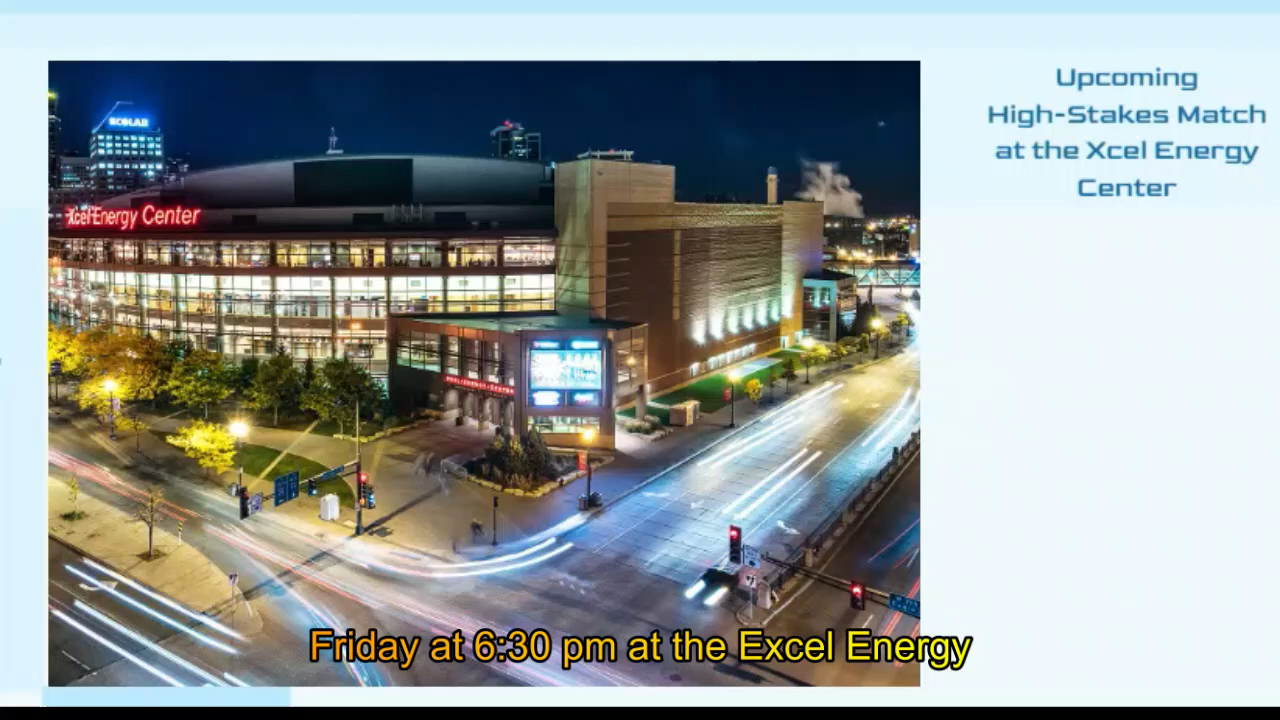 Upcoming
High-Stakes Match
at the Xcel Energy
Center
ECOLAB
Xcel Energy Center
Friday at 6:30 pm at the Excel Energy